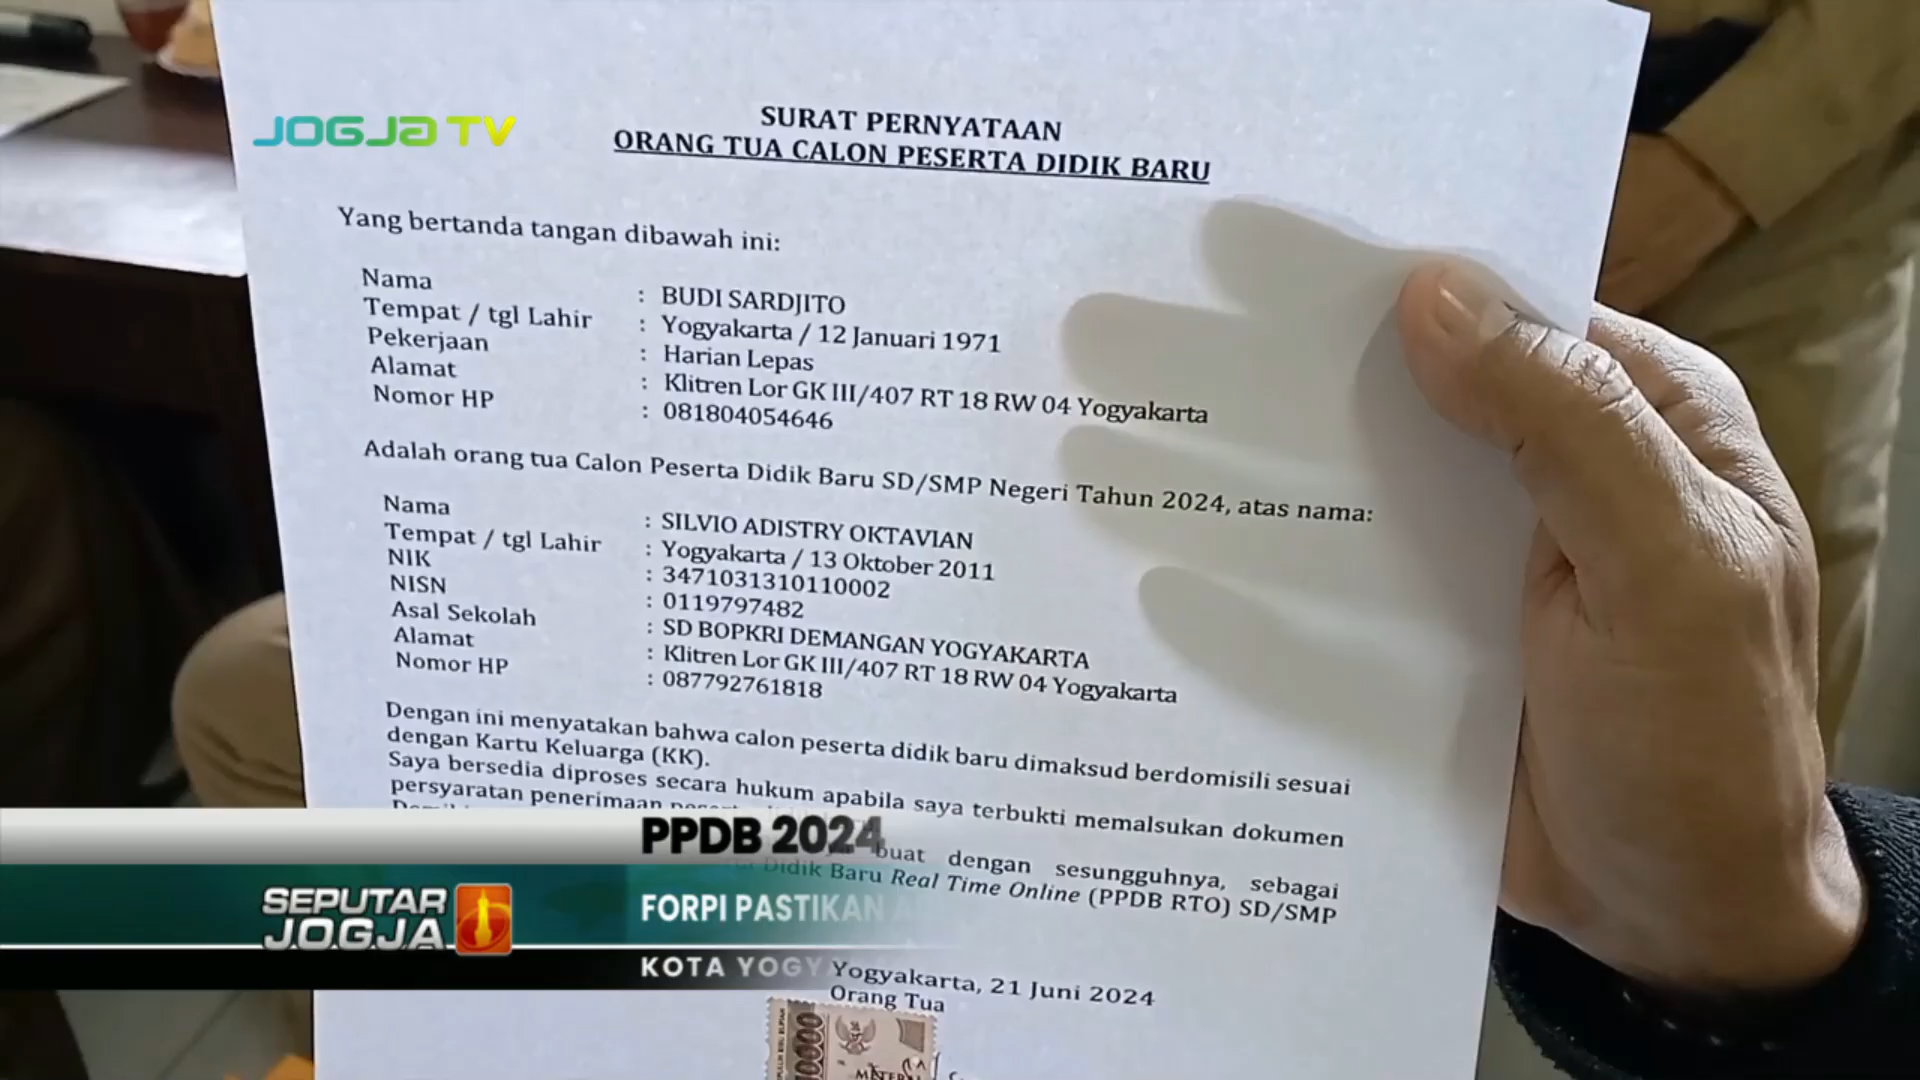 JOGJA TV
SURAT PERNYATAAN
ORANG TUA CALON PESERTA DIDIK BARU
Yang bertanda tangan dibawah ini:
Nama : BUDI SARDJITO
Tempat / tgl Lahir : Yogyakarta / 12 Januari 1971
Pekerjaan : Harian Lepas
Alamat : Klitren Lor GK III/407 RT 18 RW 04 Yogyakarta
Nomor HP : 081804054646
Adalah orang tua Calon Peserta Didik Baru SD/SMP Negeri Tahun 2024, atas nama:
Nama : SILVIO ADISTRY OKTAVIAN
Tempat / tgl Lahir : Yogyakarta / 13 Oktober 2011
NIK : 3471031310110002
NISN : 0119797482
Asal Sekolah : SD BOPKRI DEMANGAN YOGYAKARTA
Alamat : Klitren Lor GK III/407 RT 18 RW 04 Yogyakarta
Nomor HP : 087792761818
Dengan ini menyatakan bahwa calon peserta didik baru dimaksud berdomisili sesuai
dengan Kartu Keluarga (KK).
Saya bersedia diproses secara hukum apabila saya terbukti memalsukan dokumen
persyaratan penerimaan
buat dengan sesungguhnya, sebagai
Didik Baru Real Time Online (PPDB RTO) SD/SMP
Yogyakarta, 21 Juni 2024
Orang Tua
10000
PPDB 2024
FORPI PASTIKAN
KOTA YOGY
SEPUTAR
JOGJA